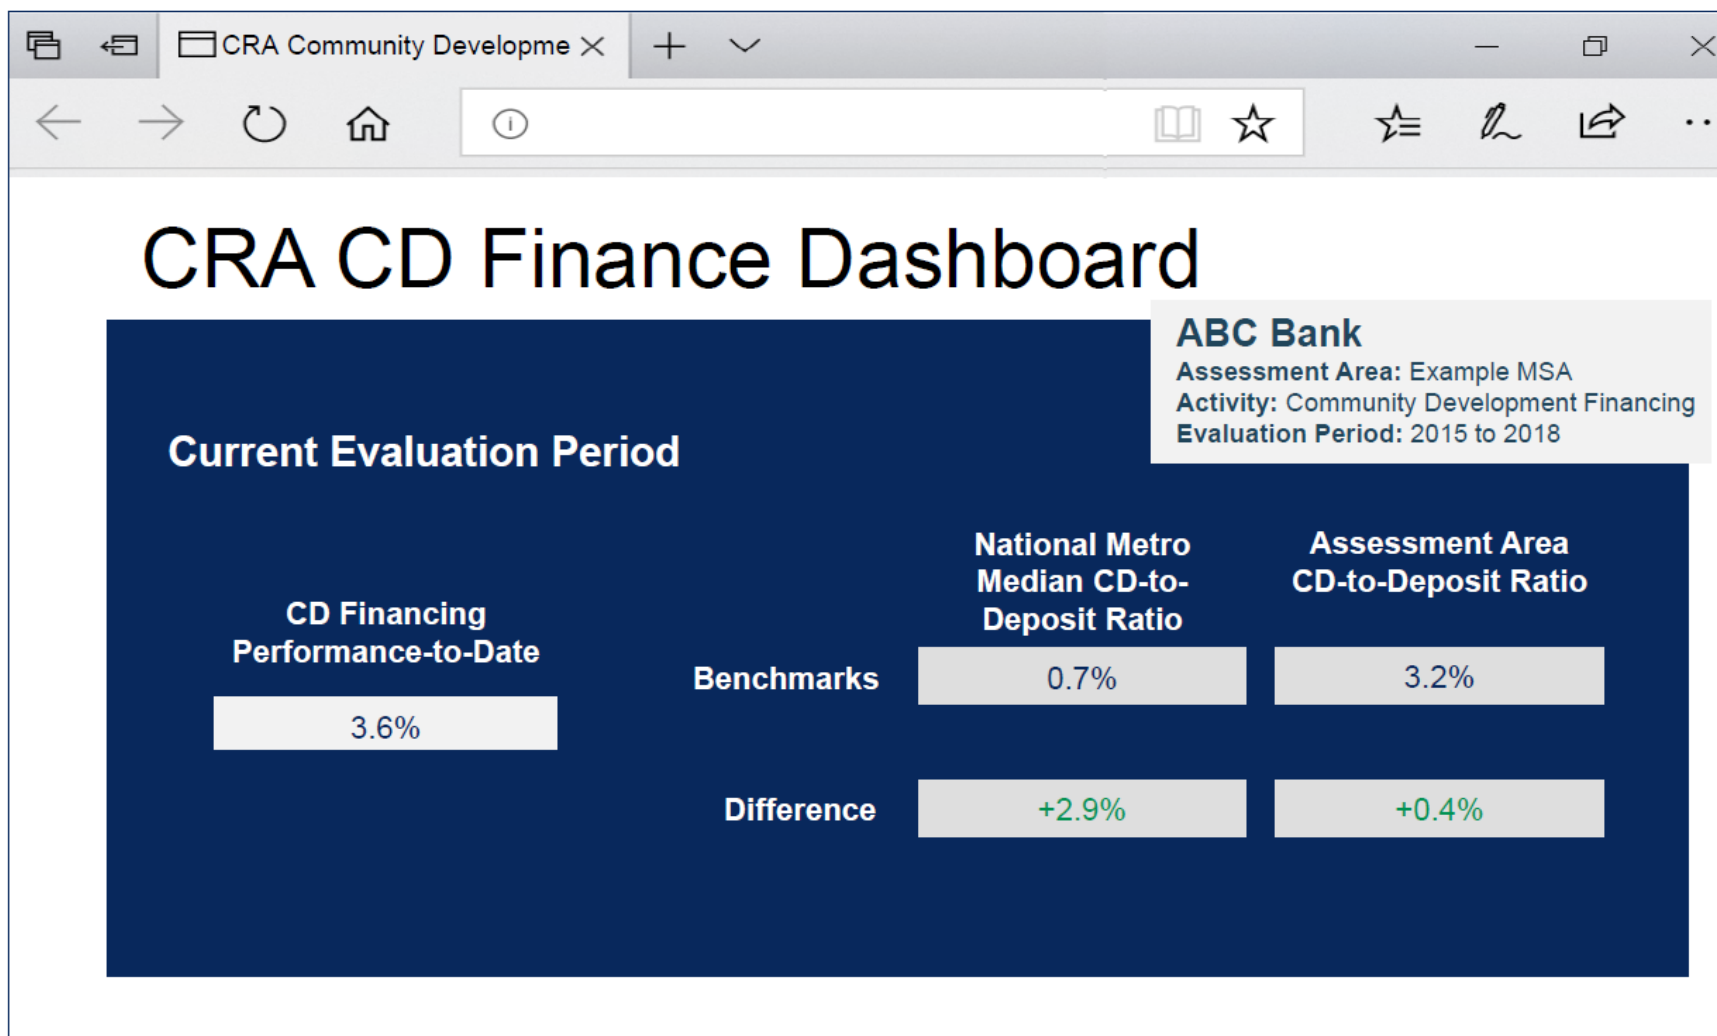 CRA Community Developme
CRA CD Finance Dashboard
ABC Bank
Assessment Area: Example MSA
Activity: Community Development Financing
Evaluation Period: 2015 to 2018
Current Evaluation Period
CD Financing
Performance-to-Date
3.6%
National Metro
Median CD-to-
Deposit Ratio
Assessment Area
CD-to-Deposit Ratio
Benchmarks
0.7%
3.2%
Difference
+2.9%
+0.4%